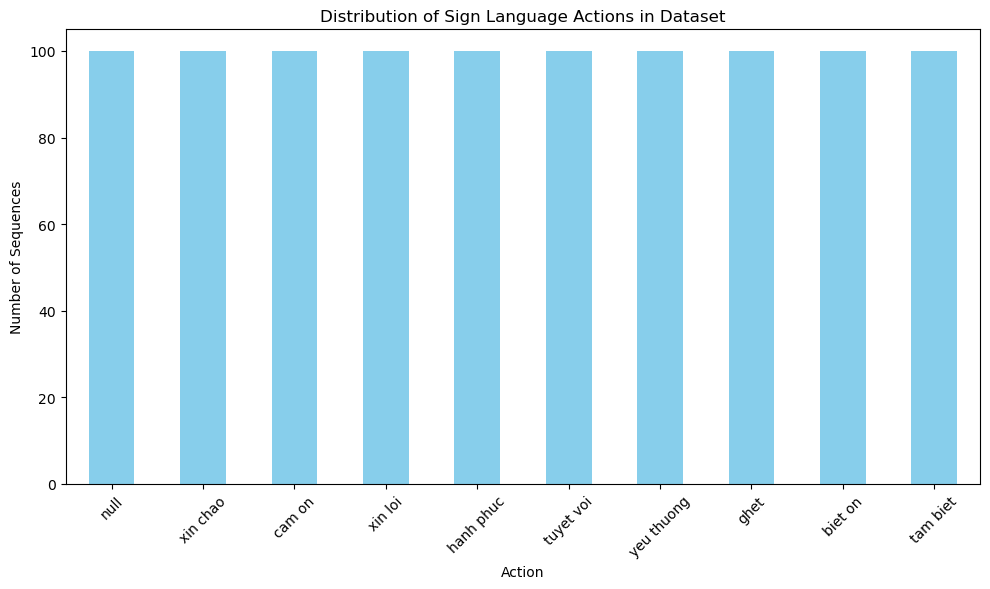 Distribution of Sign Language Actions in Dataset
Number of Sequences
100
80
60
40
20
0
null
xin chao
cam on
xin loi
hanh phuc
tuyet voi
yeu thuong
ghet
biet on
tam biet
Action